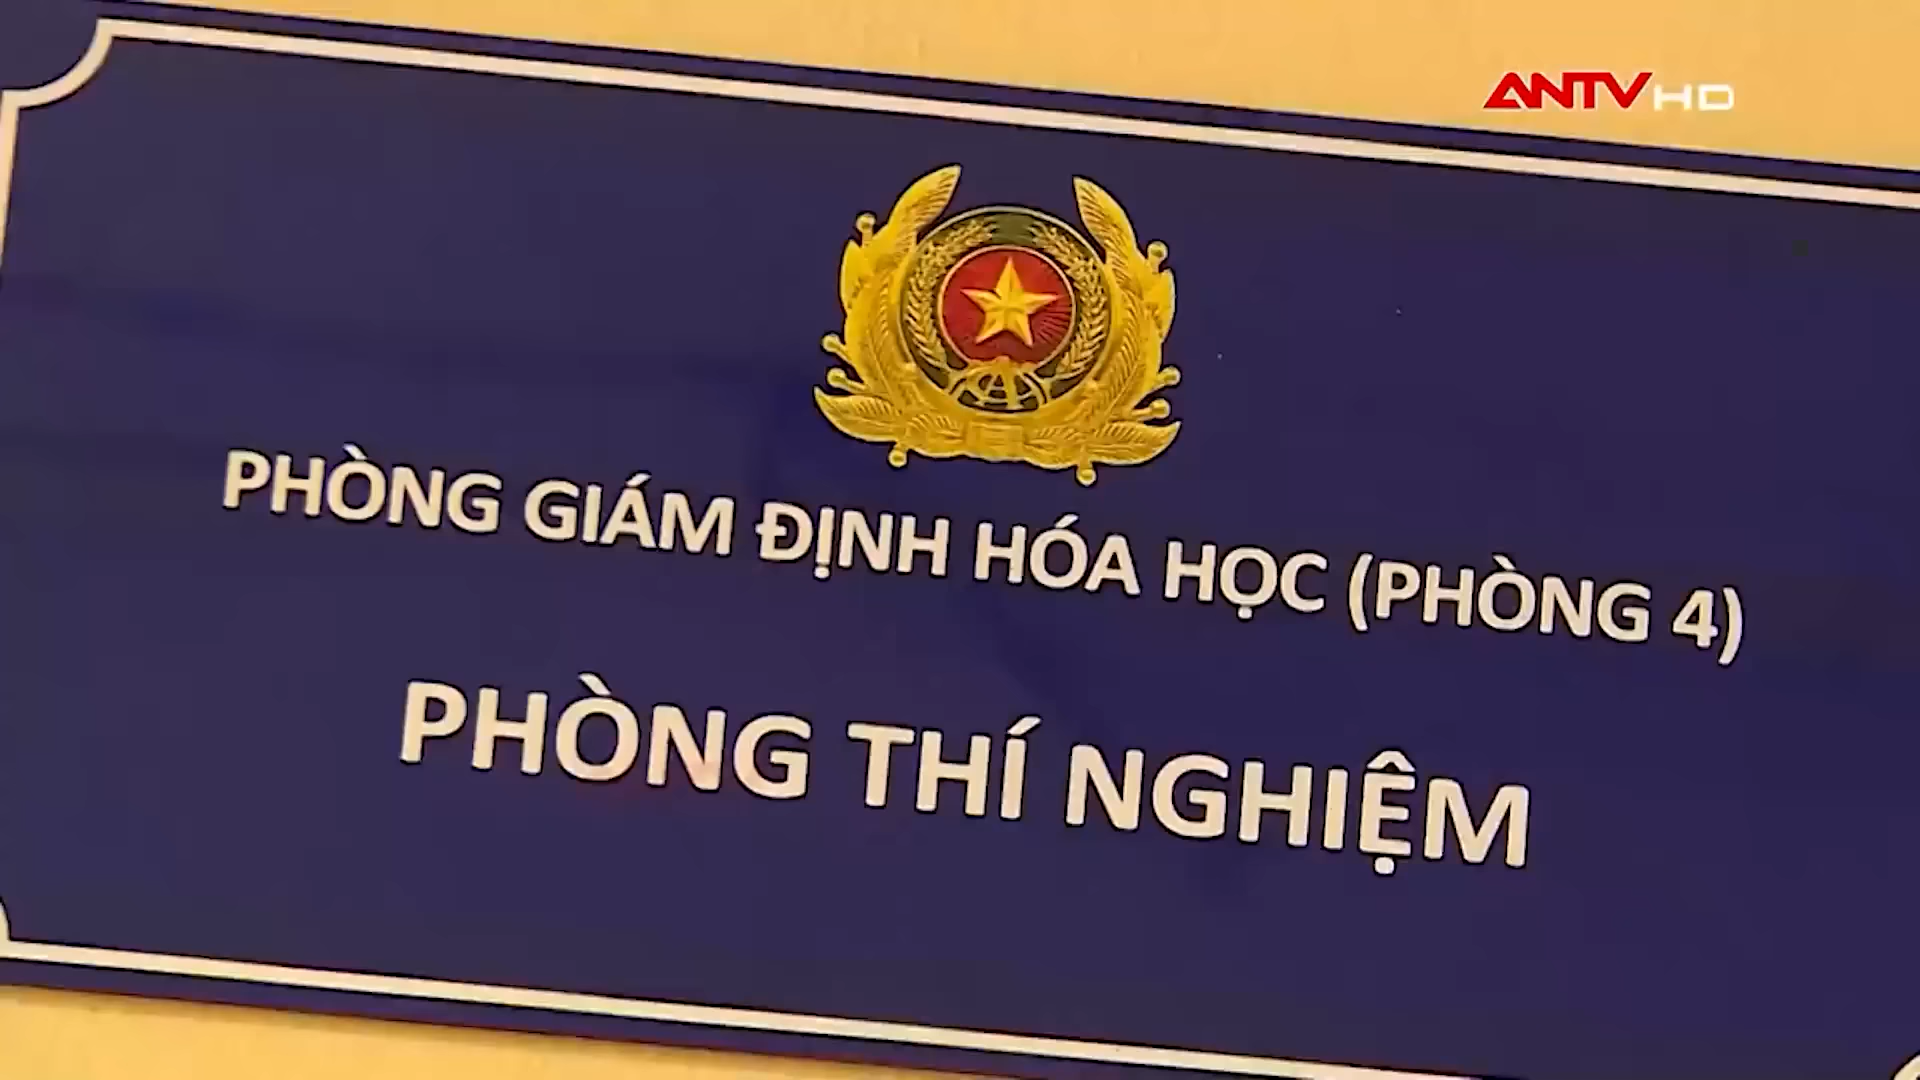 ANTV HD
PHÒNG GIÁM ĐỊNH HÓA HỌC (PHÒNG 4)
PHÒNG THÍ NGHIỆM